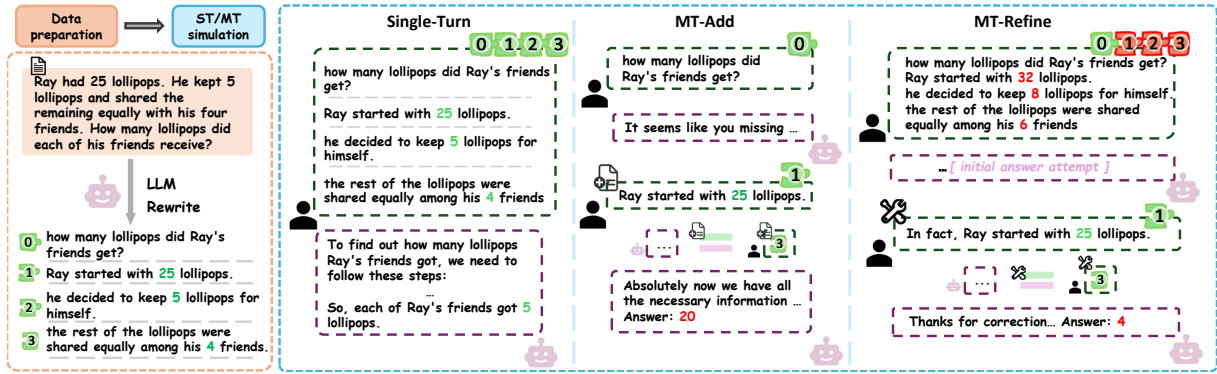 Data
preparation
ST/MT
simulation
Ray had 25 lollipops. He kept 5
lollipops and shared the
remaining equally with his four
friends. How many lollipops did
each of his friends receive?
LLM
Rewrite
0
how many lollipops did Ray's
friends get?
1
Ray started with 25 lollipops.
2
he decided to keep 5 lollipops for
himself.
3
the rest of the lollipops were
shared equally among his 4 friends.
Single-Turn
0 1 2 3
how many lollipops did Ray's friends
get?
Ray started with 25 lollipops.
he decided to keep 5 lollipops for
himself.
the rest of the lollipops were
shared equally among his 4 friends
To find out how many lollipops
Ray's friends got, we need to
follow these steps:
…
So, each of Ray's friends got 5
lollipops.
MT-Add
0
how many lollipops did
Ray's friends get?
It seems like you missing …
1
Ray started with 25 lollipops.
...
3
Absolutely now we have all
the necessary information …
Answer: 20
MT-Refine
0 1 2 3
how many lollipops did Ray's friends get?
Ray started with 32 lollipops.
he decided to keep 8 lollipops for himself.
the rest of the lollipops were shared
equally among his 6 friends
… [ initial answer attempt ]
1
In fact, Ray started with 25 lollipops.
...
3
Thanks for correction… Answer: 4